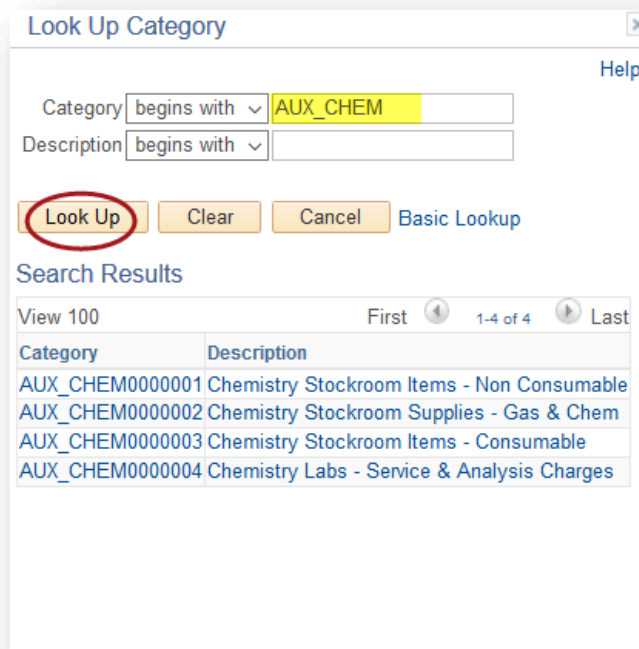 Look Up Category
Help
Category begins with AUX_CHEM
Description begins with
Look Up Clear Cancel Basic Lookup
Search Results
View 100 First 1-4 of 4 Last
Category Description
AUX_CHEM0000001 Chemistry Stockroom Items - Non Consumable
AUX_CHEM0000002 Chemistry Stockroom Supplies - Gas & Chem
AUX_CHEM0000003 Chemistry Stockroom Items - Consumable
AUX_CHEM0000004 Chemistry Labs - Service & Analysis Charges